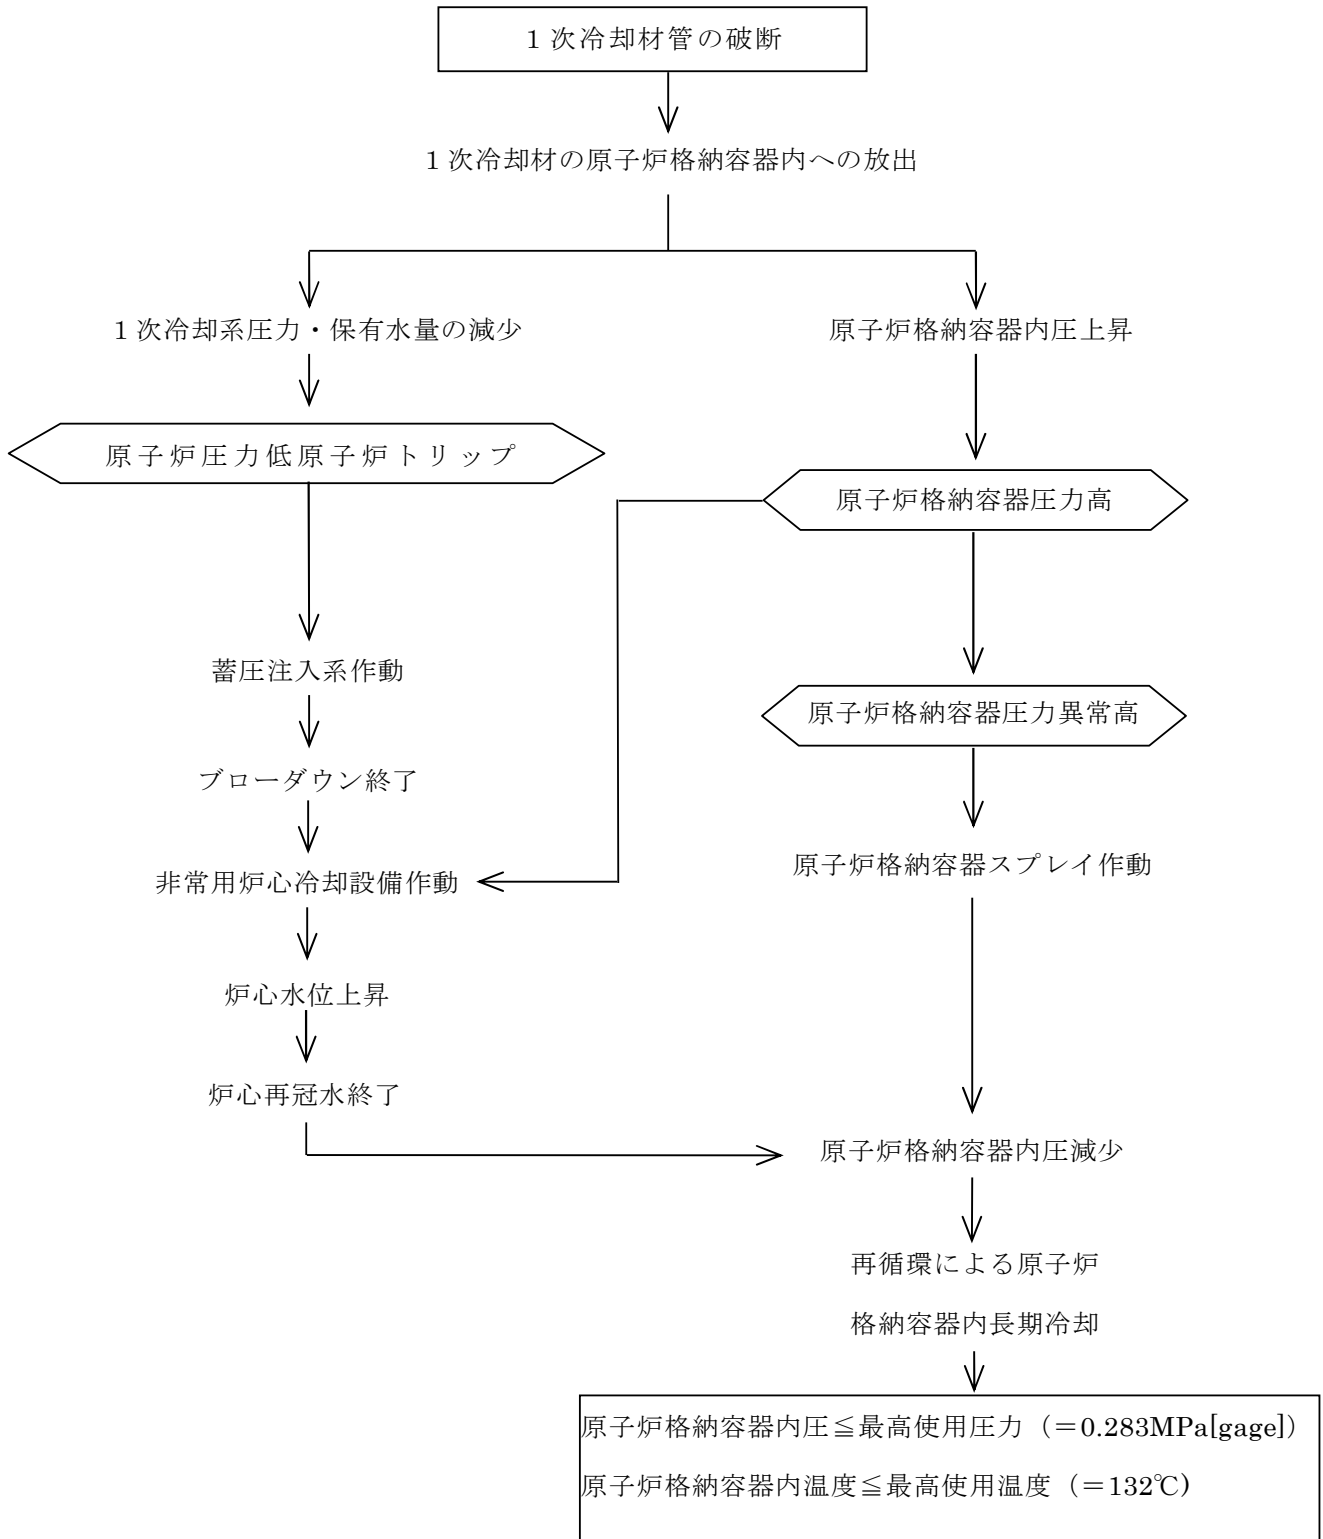 1次冷却材管の破断
1次冷却材の原子炉格納容器内への放出
1次冷却系圧力・保有水量の減少
原子炉格納容器内圧上昇
原子炉圧力低原子炉トリップ
原子炉格納容器圧力高
蓄圧注入系作動
原子炉格納容器圧力異常高
ブローダウン終了
原子炉格納容器スプレイ作動
非常用炉心冷却設備作動
炉心水位上昇
炉心再冠水終了
原子炉格納容器内圧減少
再循環による原子炉
格納容器内長期冷却
原子炉格納容器内圧≦最高使用圧力（＝0.283MPa[gage]）
原子炉格納容器内温度≦最高使用温度（＝132℃）